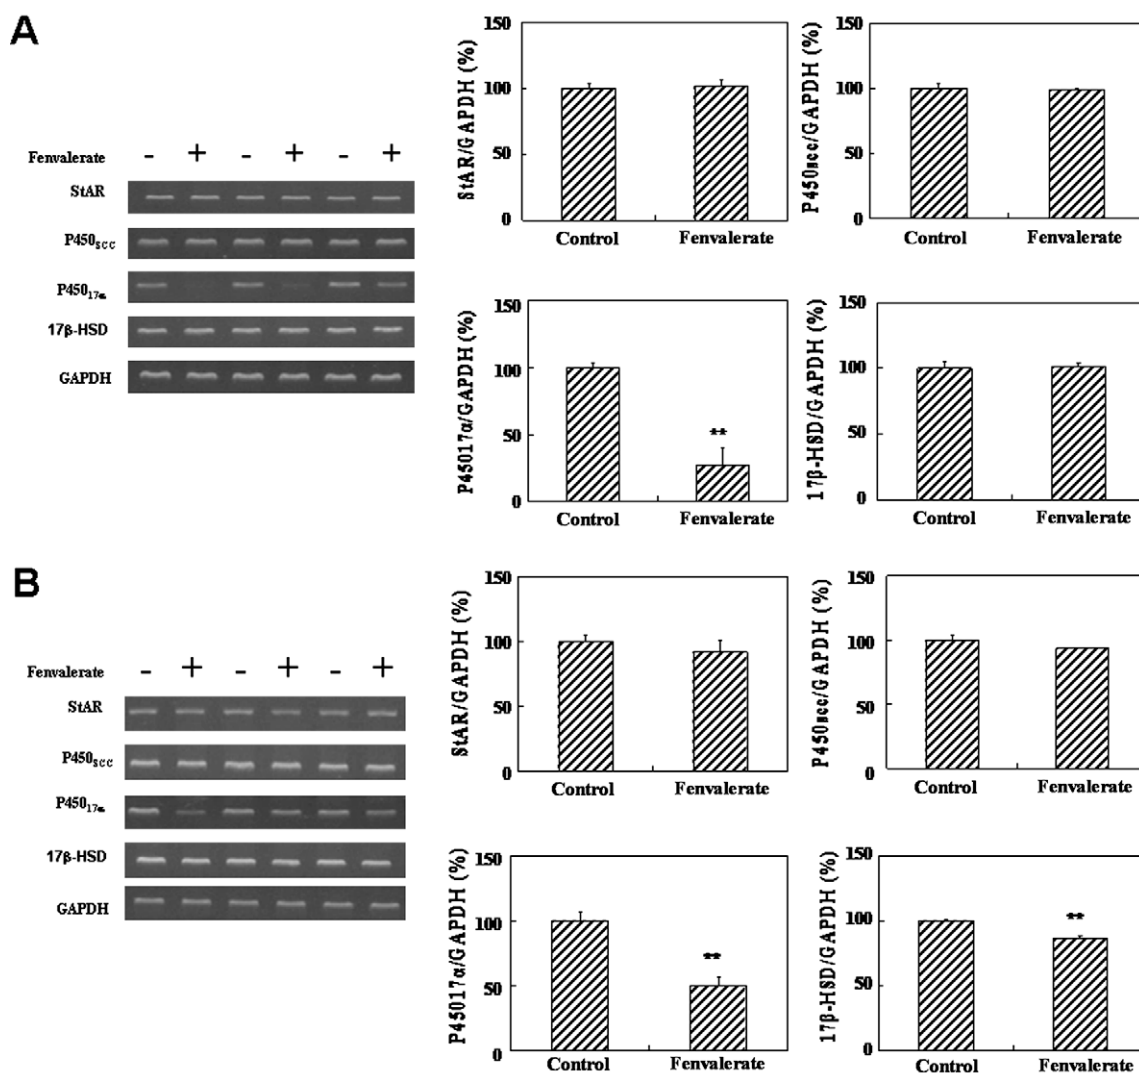 A
Fenvalerate - + - + - +
StAR
P450scc
P45017α
17β-HSD
GAPDH
StAR/GAPDH (%)
150
100
50
0
Control Fenvalerate
P450scc/GAPDH (%)
150
100
50
0
Control Fenvalerate
P45017α/GAPDH (%)
150
100
50
0
**
Control Fenvalerate
17β-HSD/GAPDH (%)
150
100
50
0
Control Fenvalerate
B
Fenvalerate - + - + - +
StAR
P450scc
P45017α
17β-HSD
GAPDH
StAR/GAPDH (%)
150
100
50
0
Control Fenvalerate
P450scc/GAPDH (%)
150
100
50
0
Control Fenvalerate
P45017α/GAPDH (%)
150
100
50
0
**
Control Fenvalerate
17β-HSD/GAPDH (%)
150
100
50
0
**
Control Fenvalerate